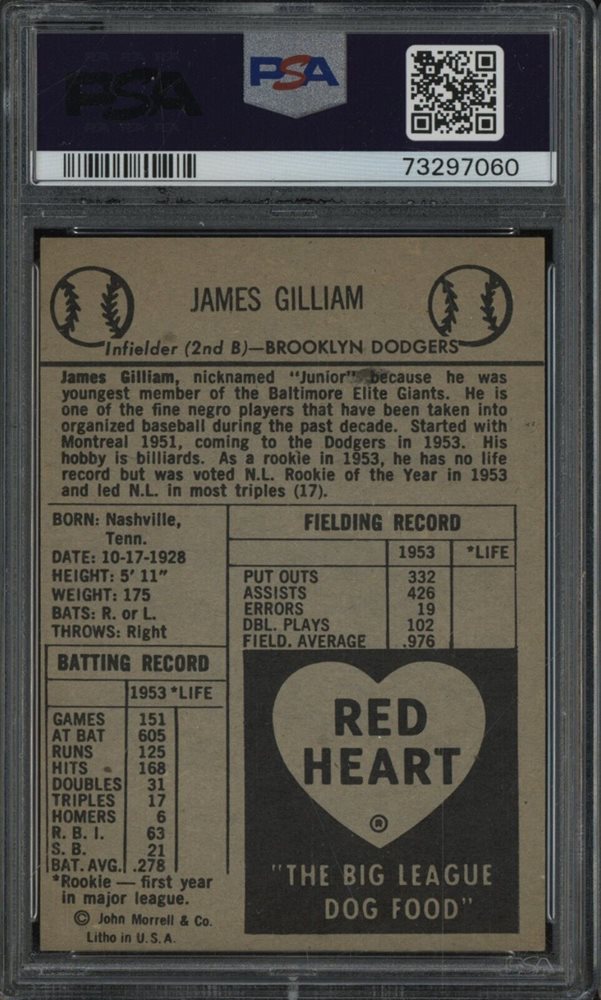 PSA
PSA
73297060
JAMES GILLIAM
Infielder (2nd B)—BROOKLYN DODGERS
James Gilliam, nicknamed "Junior" because he was
youngest member of the Baltimore Elite Giants. He is
one of the fine negro players that have been taken into
organized baseball during the past decade. Started with
Montreal 1951, coming to the Dodgers in 1953. His
hobby is billiards. As a rookie in 1953, he has no life
record but was voted N.L. Rookie of the Year in 1953
and led N.L. in most triples (17).
BORN: Nashville,
Tenn.
DATE: 10-17-1928
HEIGHT: 5' 11"
WEIGHT: 175
BATS: R. or L.
THROWS: Right
FIELDING RECORD
1953 *LIFE
PUT OUTS 332
ASSISTS 426
ERRORS 19
DBL. PLAYS 102
FIELD. AVERAGE .976
BATTING RECORD
1953 *LIFE
GAMES 151
AT BAT 605
RUNS 125
HITS 168
DOUBLES 31
TRIPLES 17
HOMERS 6
R. B. I. 63
S. B. 21
BAT. AVG. .278
*Rookie — first year
in major league.
© John Morrell & Co.
Litho in U.S.A.
RED
HEART
®
"THE BIG LEAGUE
DOG FOOD"
PSA